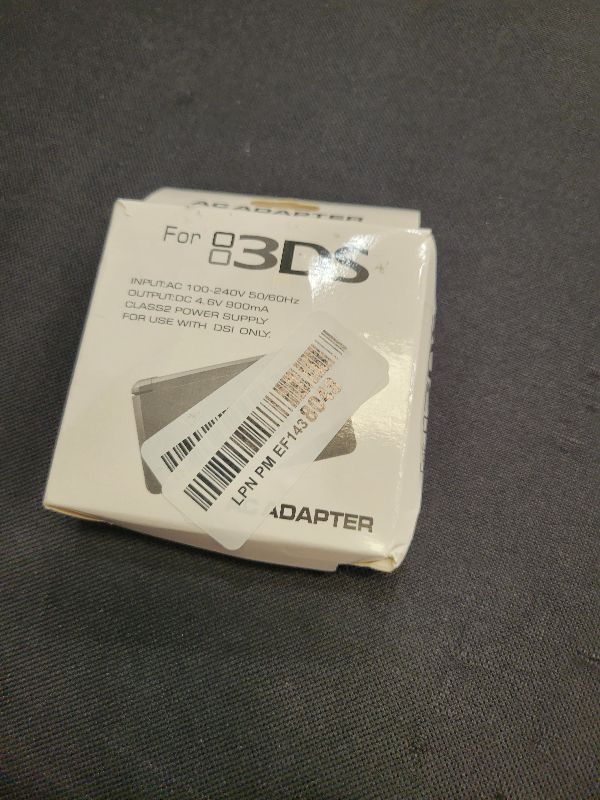 AC ADAPTER
For 3DS
INPUT:AC 100-240V 50/60Hz
OUTPUT:DC 4.6V 900mA
CLASS2 POWER SUPPLY
FOR USE WITH DSI ONLY.
LPN PM EF1438048
ADAPTER